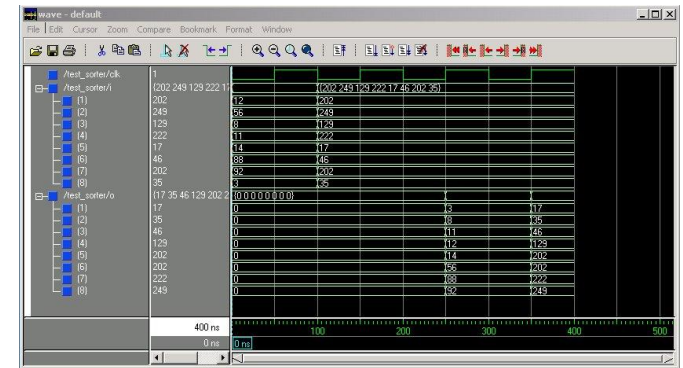 wave - default
File Edit Cursor Zoom Compare Bookmark Format Window
/test_sorter/clk 1
/test_sorter/i {202 249 129 222 17 {202 249 129 222 17 46 202 35}
(1) 202 12 202
(2) 249 56 249
(3) 129 8 129
(4) 222 11 222
(5) 17 14 17
(6) 46 88 46
(7) 202 92 202
(8) 35 3 35
/test_sorter/o {17 35 46 129 202 2 {0 0 0 0 0 0 0 0}
(1) 17 0 3 17
(2) 35 0 8 35
(3) 46 0 11 46
(4) 129 0 12 129
(5) 202 0 14 202
(6) 202 0 56 202
(7) 222 0 88 222
(8) 249 0 92 249
400 ns 100 200 300 400 500
0 ns 0 ns